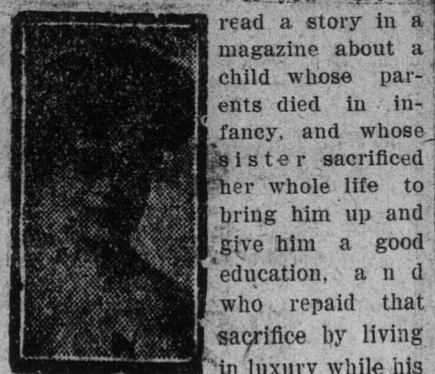 read a story in a
magazine about a
child whose par-
ents died in in-
fancy, and whose
sister sacrificed
her whole life to
bring him up and
give him a good
education, and
who repaid that
sacrifice by living
in luxury while his